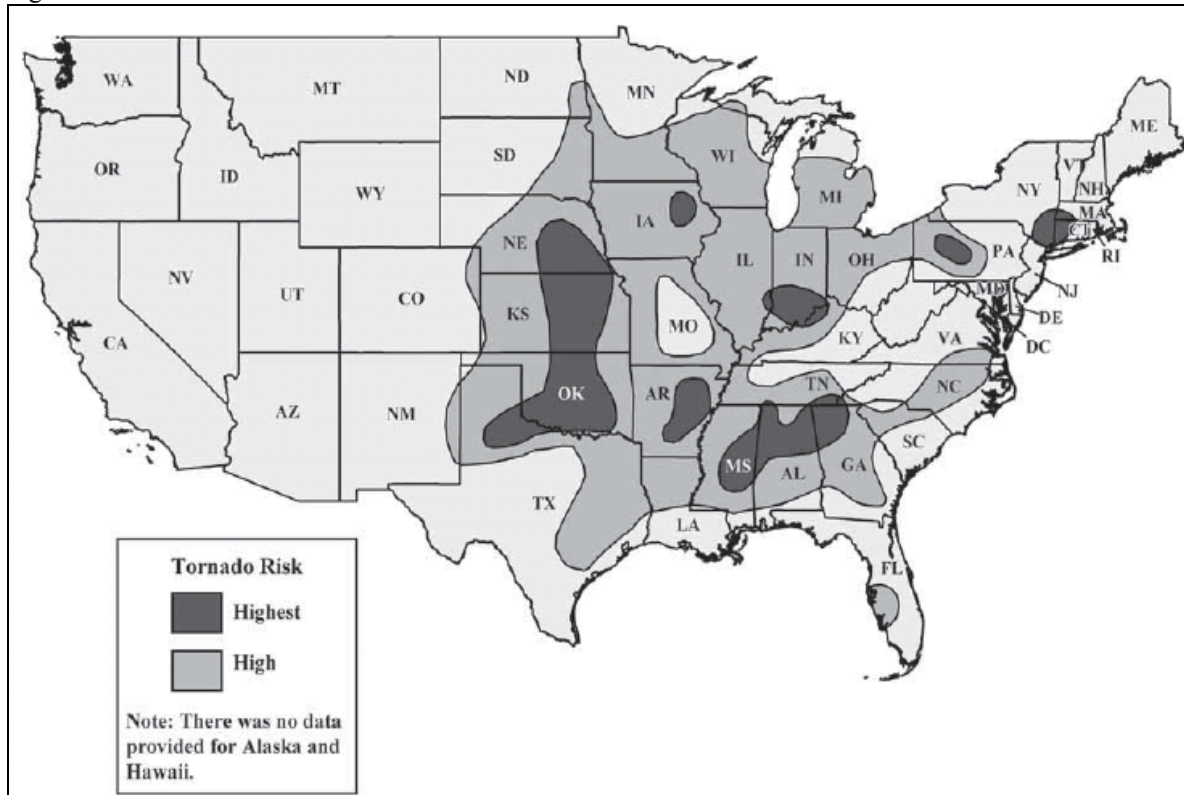 WA
MT
ND
MN
ME
OR
ID
SD
WI
VT
NH
NY
WY
MI
MA
CT
RI
IA
NE
PA
NV
UT
CO
IL
IN
OH
NJ
MD
DE
DC
CA
KS
MO
KY
VA
AZ
NM
OK
AR
TN
NC
SC
MS
AL
GA
TX
LA
FL
Tornado Risk
Highest
High
Note: There was no data
provided for Alaska and
Hawaii.